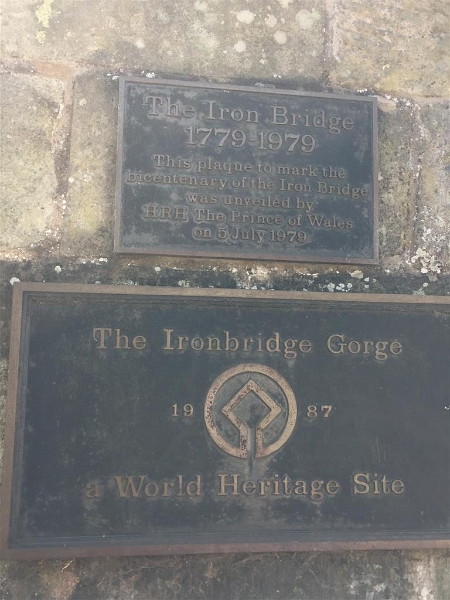 The Iron Bridge
1779-1979
This plaque to mark the
bicentenary of the Iron Bridge
was unveiled by
H.R.H. The Prince of Wales
on 5 July 1979
The Ironbridge Gorge
19 87
a World Heritage Site